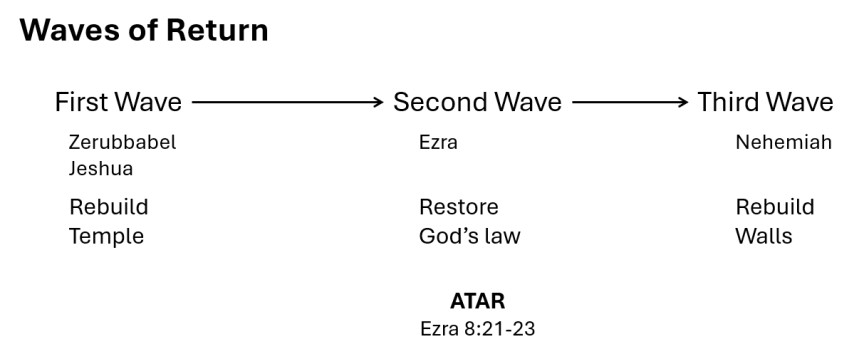 Waves of Return
First Wave Second Wave Third Wave
Zerubbabel Ezra Nehemiah
Jeshua
Rebuild Restore Rebuild
Temple God’s law Walls
ATAR
Ezra 8:21-23